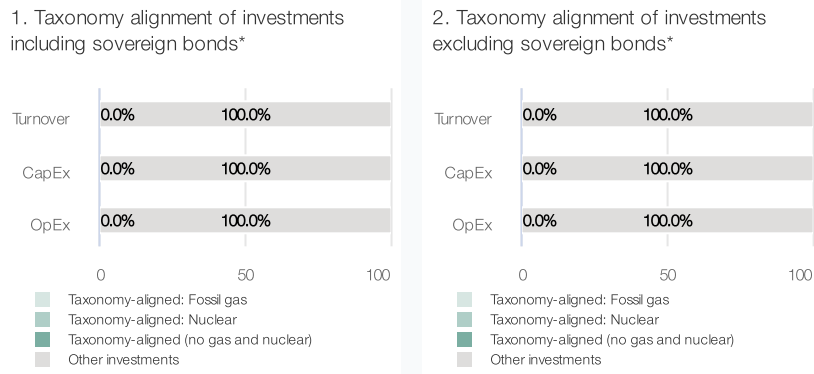 1. Taxonomy alignment of investments
including sovereign bonds*
Turnover 0.0% 100.0%
CapEx 0.0% 100.0%
OpEx 0.0% 100.0%
0 50 100
Taxonomy-aligned: Fossil gas
Taxonomy-aligned: Nuclear
Taxonomy-aligned (no gas and nuclear)
Other investments
2. Taxonomy alignment of investments
excluding sovereign bonds*
Turnover 0.0% 100.0%
CapEx 0.0% 100.0%
OpEx 0.0% 100.0%
0 50 100
Taxonomy-aligned: Fossil gas
Taxonomy-aligned: Nuclear
Taxonomy-aligned (no gas and nuclear)
Other investments